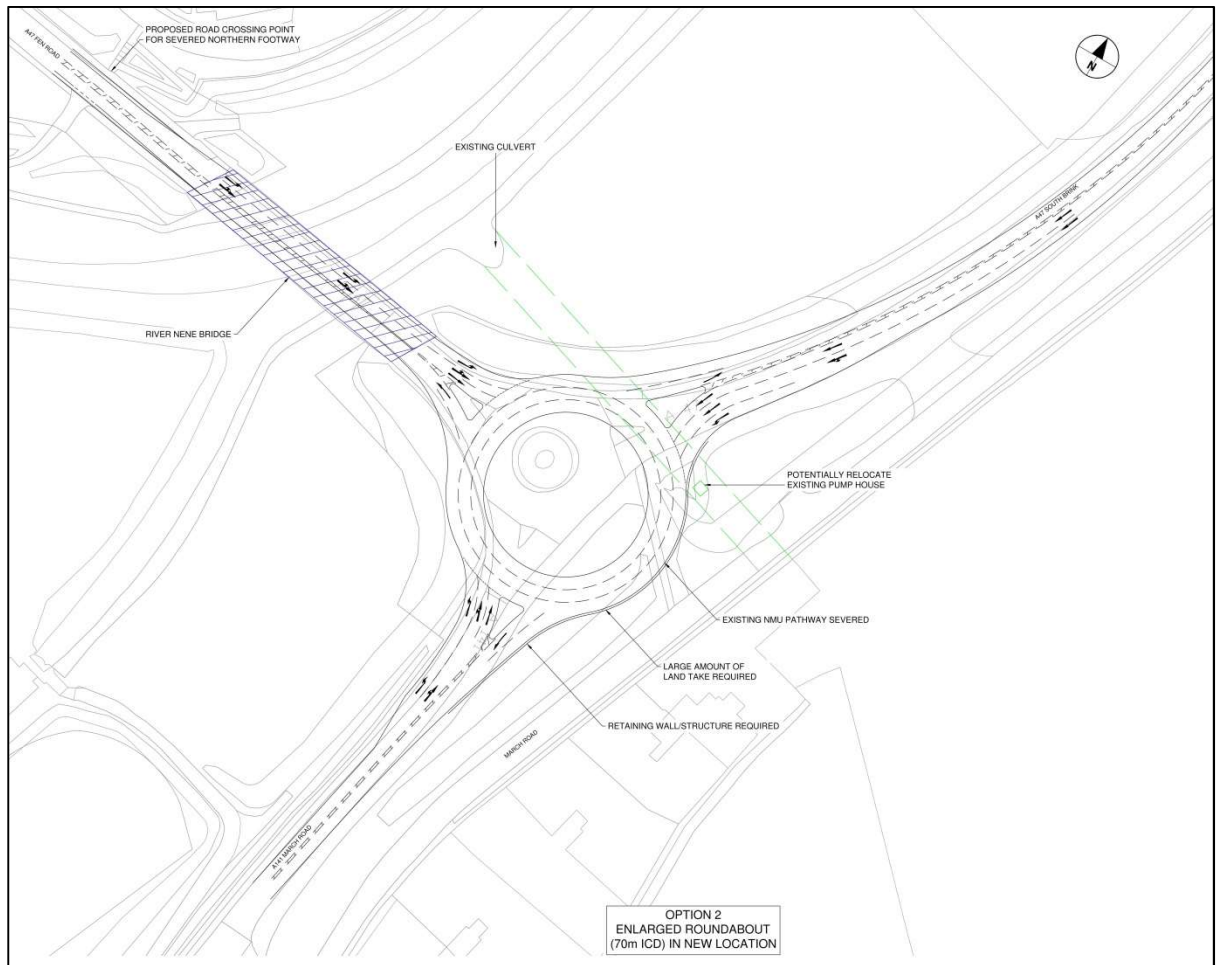 PROPOSED ROAD CROSSING POINT
FOR SEVERED NORTHERN FOOTWAY
A47 FEN ROAD
N
EXISTING CULVERT
A47 SOUTH BRINK
RIVER NENE BRIDGE
POTENTIALLY RELOCATE
EXISTING PUMP HOUSE
EXISTING NMU PATHWAY SEVERED
LARGE AMOUNT OF
LAND TAKE REQUIRED
RETAINING WALL/STRUCTURE REQUIRED
MARCH ROAD
A141 MARCH ROAD
OPTION 2
ENLARGED ROUNDABOUT
(70m ICD) IN NEW LOCATION